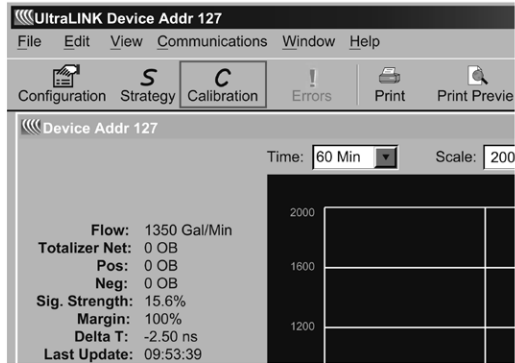 UltraLINK Device Addr 127
File Edit View Communications Window Help
S C !
Configuration Strategy Calibration Errors Print Print Previe
Device Addr 127
Time: 60 Min Scale: 200
2000
Flow: 1350 Gal/Min
Totalizer Net: 0 OB
1600
Pos: 0 OB
Neg: 0 OB
Sig. Strength: 15.6%
Margin: 100%
1200
Delta T: -2.50 ns
Last Update: 09:53:39